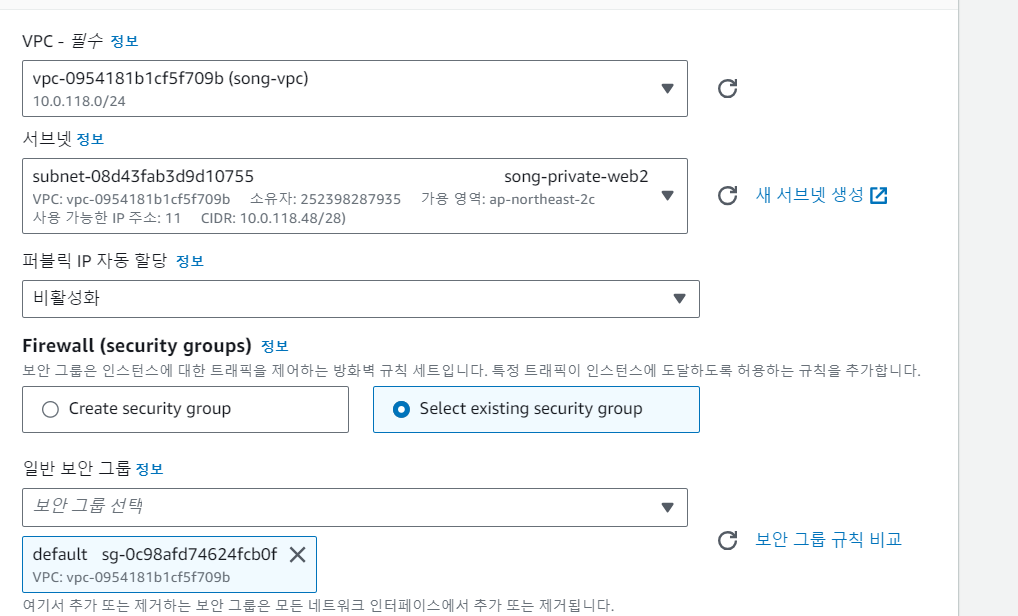 VPC - 필수 정보
vpc-0954181b1cf5f709b (song-vpc)
10.0.118.0/24
서브넷 정보
subnet-08d43fab3d9d10755 song-private-web2
VPC: vpc-0954181b1cf5f709b 소유자: 252398287935 가용 영역: ap-northeast-2c
사용 가능한 IP 주소: 11 CIDR: 10.0.118.48/28)
새 서브넷 생성
퍼블릭 IP 자동 할당 정보
비활성화
Firewall (security groups) 정보
보안 그룹은 인스턴스에 대한 트래픽을 제어하는 방화벽 규칙 세트입니다. 특정 트래픽이 인스턴스에 도달하도록 허용하는 규칙을 추가합니다.
Create security group
Select existing security group
일반 보안 그룹 정보
보안 그룹 선택
default sg-0c98afd74624fcb0f
VPC: vpc-0954181b1cf5f709b
보안 그룹 규칙 비교
여기서 추가 또는 제거하는 보안 그룹은 모든 네트워크 인터페이스에서 추가 또는 제거됩니다.